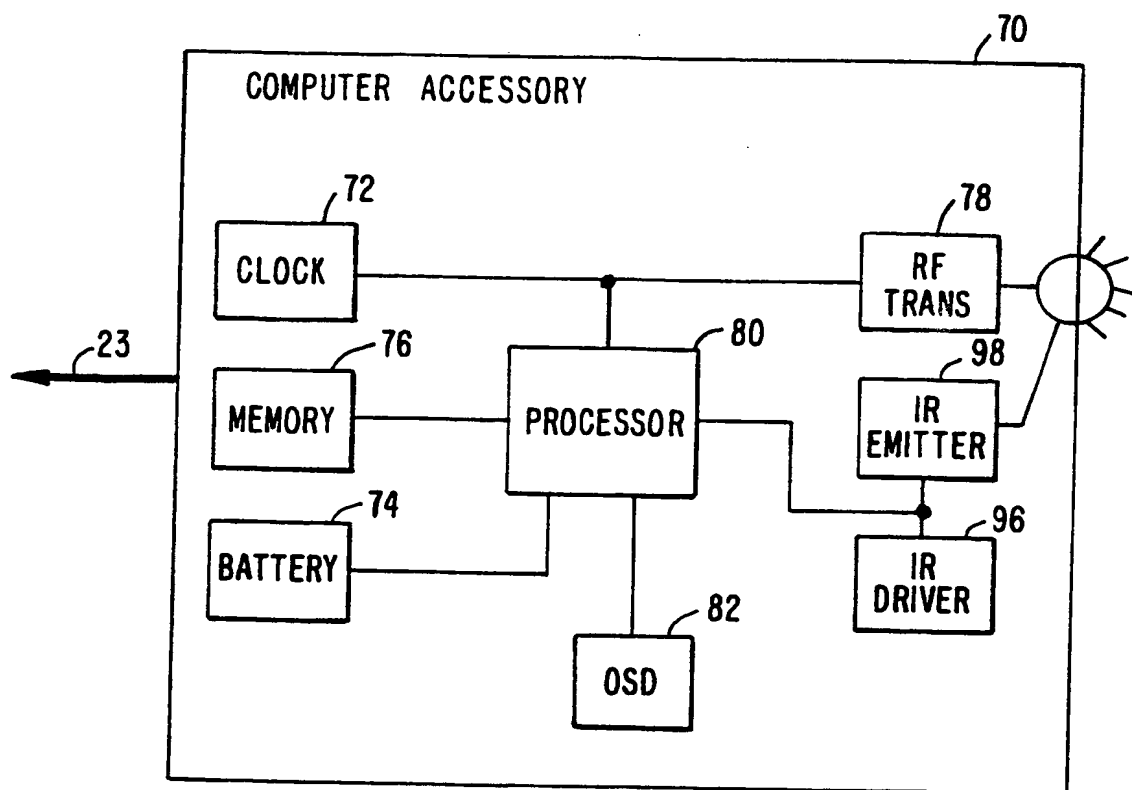 70
COMPUTER ACCESSORY
72
78
CLOCK
RF
TRANS
23
76
80
98
MEMORY
PROCESSOR
IR
EMITTER
74
96
BATTERY
IR
DRIVER
82
OSD